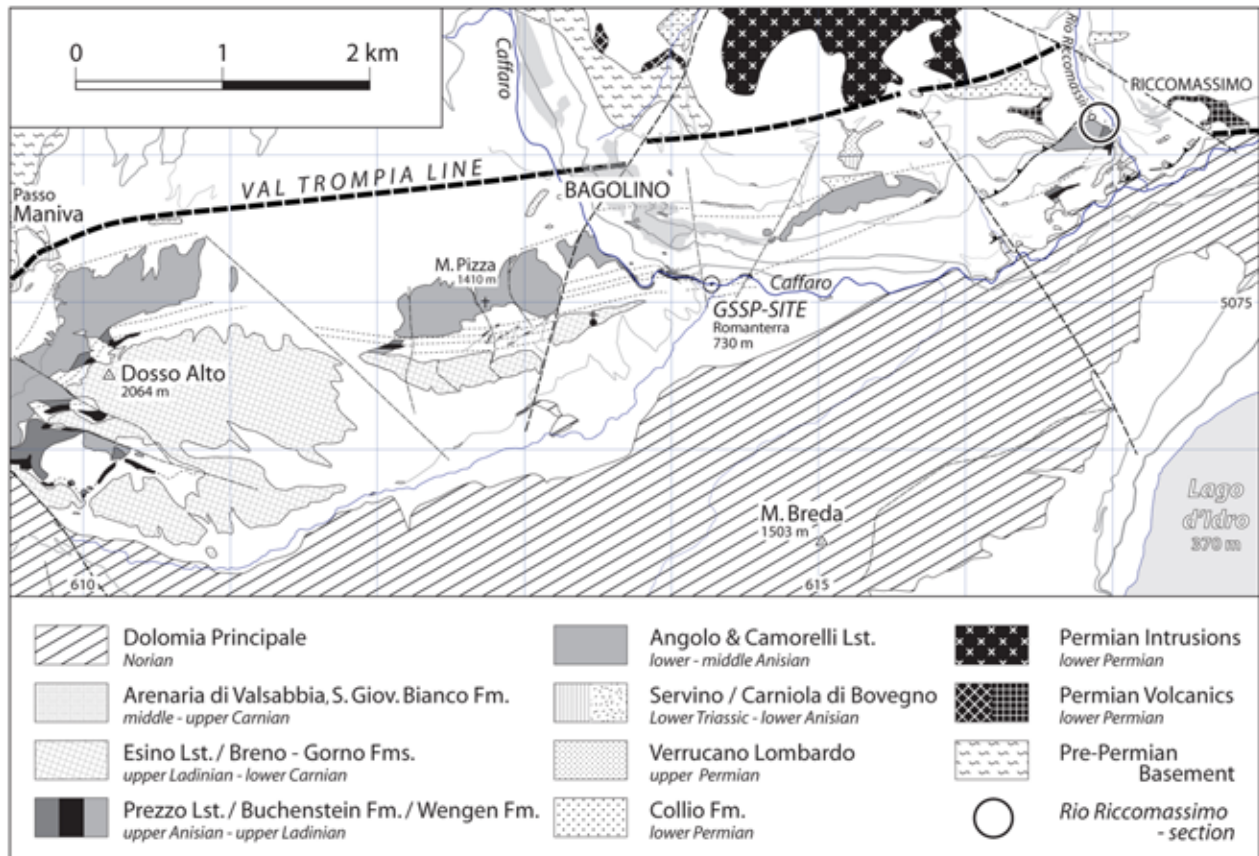 0 1 2 km
Caffaro
Rio Riccomassimo
RICCOMASSIMO
VAL TROMPIA LINE
BAGOLINO
Passo
Maniva
M. Pizza
1410 m
Caffaro
GSSP-SITE
Romanterra
730 m
5075
Dosso Alto
2064 m
M. Breda
1503 m
Lago
d'Idro
370 m
610
615
Dolomia Principale
Norian
Arenaria di Valsabbia, S. Giov. Bianco Fm.
middle - upper Carnian
Esino Lst. / Breno - Gorno Fms.
upper Ladinian - lower Carnian
Prezzo Lst. / Buchenstein Fm. / Wengen Fm.
upper Anisian - upper Ladinian
Angolo & Camorelli Lst.
lower - middle Anisian
Servino / Carniola di Bovegno
Lower Triassic - lower Anisian
Verrucano Lombardo
upper Permian
Collio Fm.
lower Permian
Permian Intrusions
lower Permian
Permian Volcanics
lower Permian
Pre-Permian
Basement
Rio Riccomassimo
- section